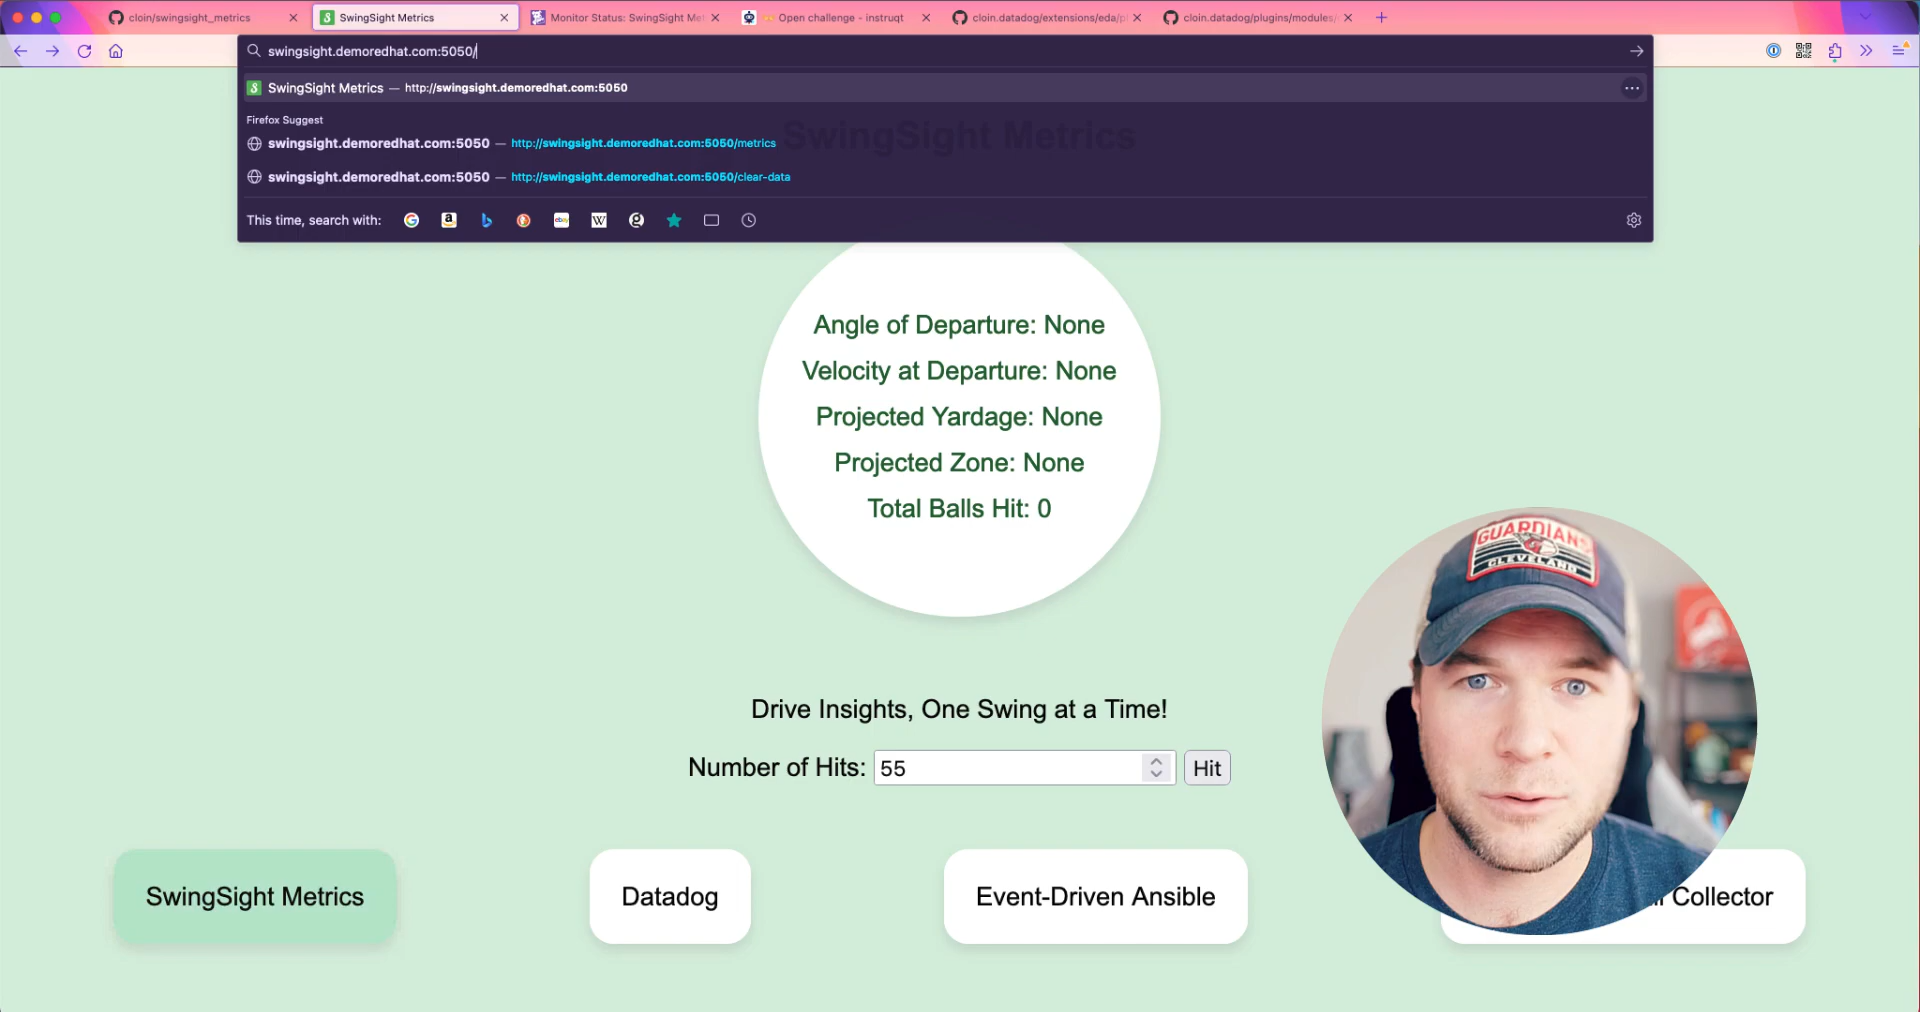 cloin/swingsight_metrics
SwingSight Metrics
Monitor Status: SwingSight Me
Open challenge - instruqt
cloin.datadog/extensions/eda/pl
cloin.datadog/plugins/modules/
swingsight.demoredhat.com:5050/
SwingSight Metrics — http://swingsight.demoredhat.com:5050
Firefox Suggest
swingsight.demoredhat.com:5050 — http://swingsight.demoredhat.com:5050/metrics
swingsight.demoredhat.com:5050 — http://swingsight.demoredhat.com:5050/clear-data
SwingSight Metrics
This time, search with:
Angle of Departure: None
Velocity at Departure: None
Projected Yardage: None
Projected Zone: None
Total Balls Hit: 0
Drive Insights, One Swing at a Time!
Number of Hits: 55 Hit
GUARDIANS
CLEVELAND
SwingSight Metrics
Datadog
Event-Driven Ansible
Collector